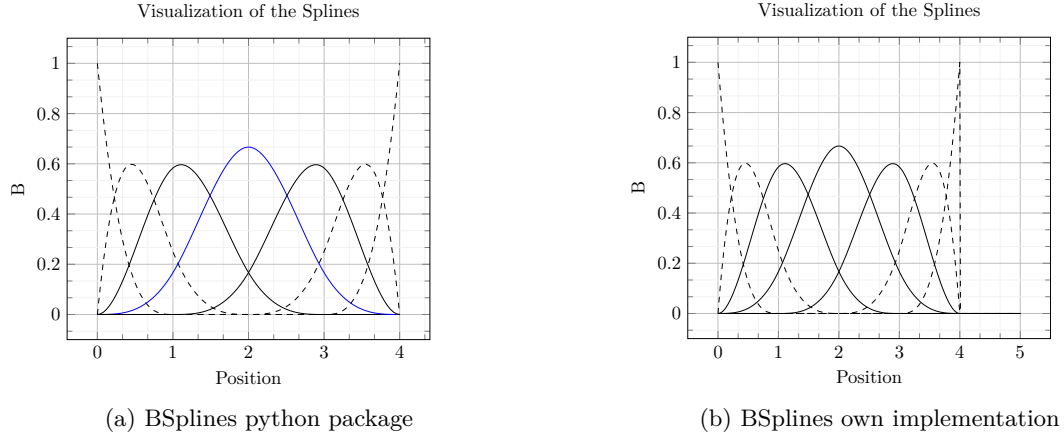 Visualization of the Splines
1
0.8
0.6
0.4
0.2
0
B
0 1 2 3 4
Position
(a) BSplines python package
Visualization of the Splines
1
0.8
0.6
0.4
0.2
0
B
0 1 2 3 4 5
Position
(b) BSplines own implementation